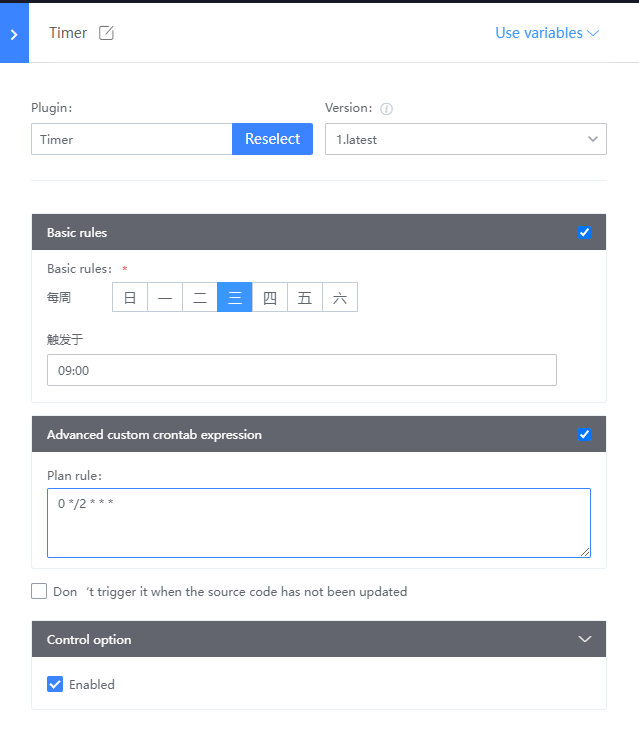 Timer
Use variables
Plugin:
Version:
Timer
Reselect
1.latest
Basic rules
Basic rules: *
每周 日 一 二 三 四 五 六
触发于
09:00
Advanced custom crontab expression
Plan rule:
0 */2 * * *
Don ‘t trigger it when the source code has not been updated
Control option
Enabled